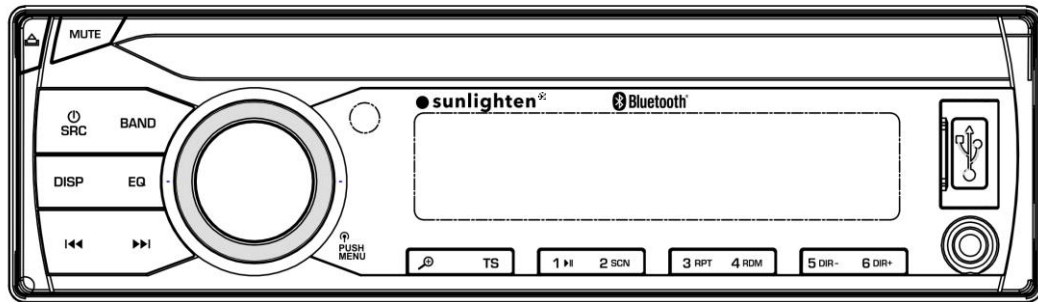 MUTE
sunlighten
Bluetooth®
SRC
BAND
DISP
EQ
PUSH
MENU
TS
1
2 SCN
3 RPT
4 RDM
5 DIR-
6 DIR+